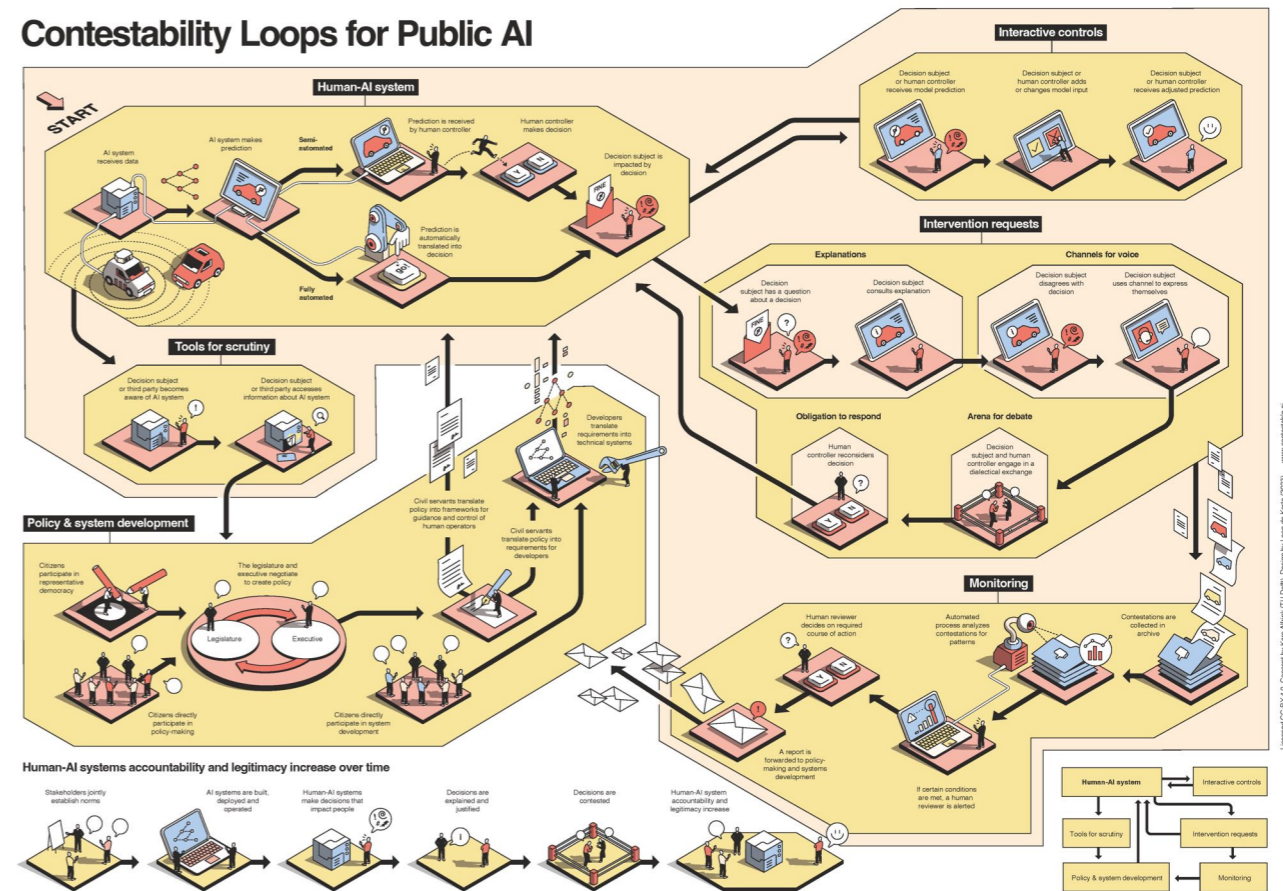 Contestability Loops for Public AI
START
Human-AI system
AI system
receives data
AI system makes
prediction
Semi-
automated
Fully
automated
Prediction is received
by human controller
Human controller
makes decision
N
Y
Prediction is
automatically
translated into
decision
Go!
Decision subject is
impacted by
decision
FINE
Interactive controls
Decision subject
or human controller
receives model prediction
Decision subject or
human controller adds
or changes model input
Decision subject
or human controller
receives adjusted prediction
Intervention requests
Explanations
Decision
subject has a question
about a decision
FINE
?
Decision subject
consults explanation
Channels for voice
Decision subject
disagrees with
decision
Decision subject
uses channel to express
themselves
Obligation to respond
Human
controller reconsiders
decision
?
Y
N
Arena for debate
Decision
subject and human
controller engage in a
dialectical exchange
Tools for scrutiny
Decision subject
or third party becomes
aware of AI system
!
Decision subject
or third party accesses
information about AI system
Policy & system development
Citizens
participate in
representative
democracy
The legislature and
executive negotiate
to create policy
Legislature
Executive
Citizens directly
participate in
policy-making
Citizens directly
participate in system
development
Civil servants translate
policy into frameworks for
guidance and control of
human operators
Civil servants
translate policy into
requirements for
developers
Developers
translate
requirements into
technical systems
Monitoring
Contestations are
collected in
archive
Automated
process analyzes
contestations for
patterns
If certain conditions
are met, a human
reviewer is alerted
Human reviewer
decides on required
course of action
?
Y
N
!
A report is
forwarded to policy-
making and systems
development
Human-AI systems accountability and legitimacy increase over time
Stakeholders jointly
establish norms
AI systems are built,
deployed and
operated
Human-AI systems
make decisions that
impact people
Decisions are
explained and
justified
Decisions are
contested
Human-AI system
accountability and
legitimacy increase
Human-AI system
Interactive controls
Tools for scrutiny
Intervention requests
Policy & system development
Monitoring